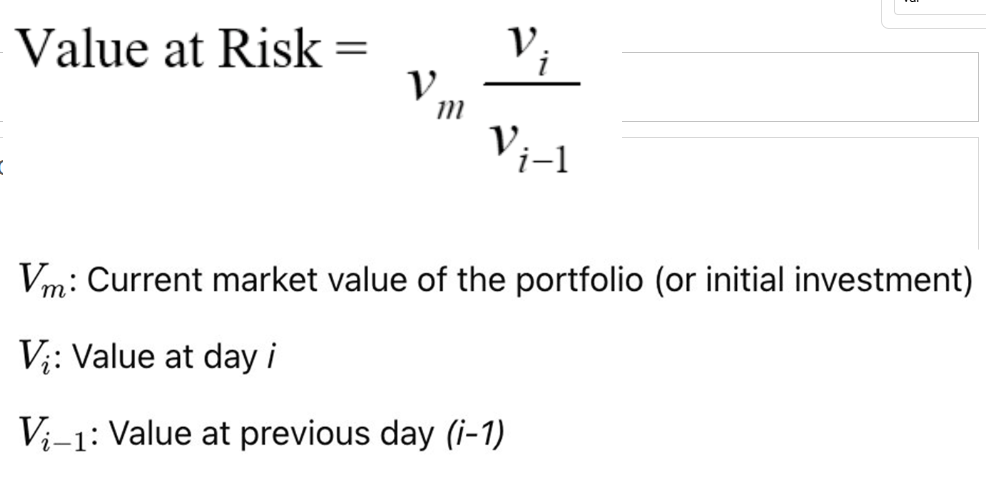 Value at Risk = v_m v_i / v_{i-1}
V_m: Current market value of the portfolio (or initial investment)
V_i: Value at day i
V_{i-1}: Value at previous day (i-1)